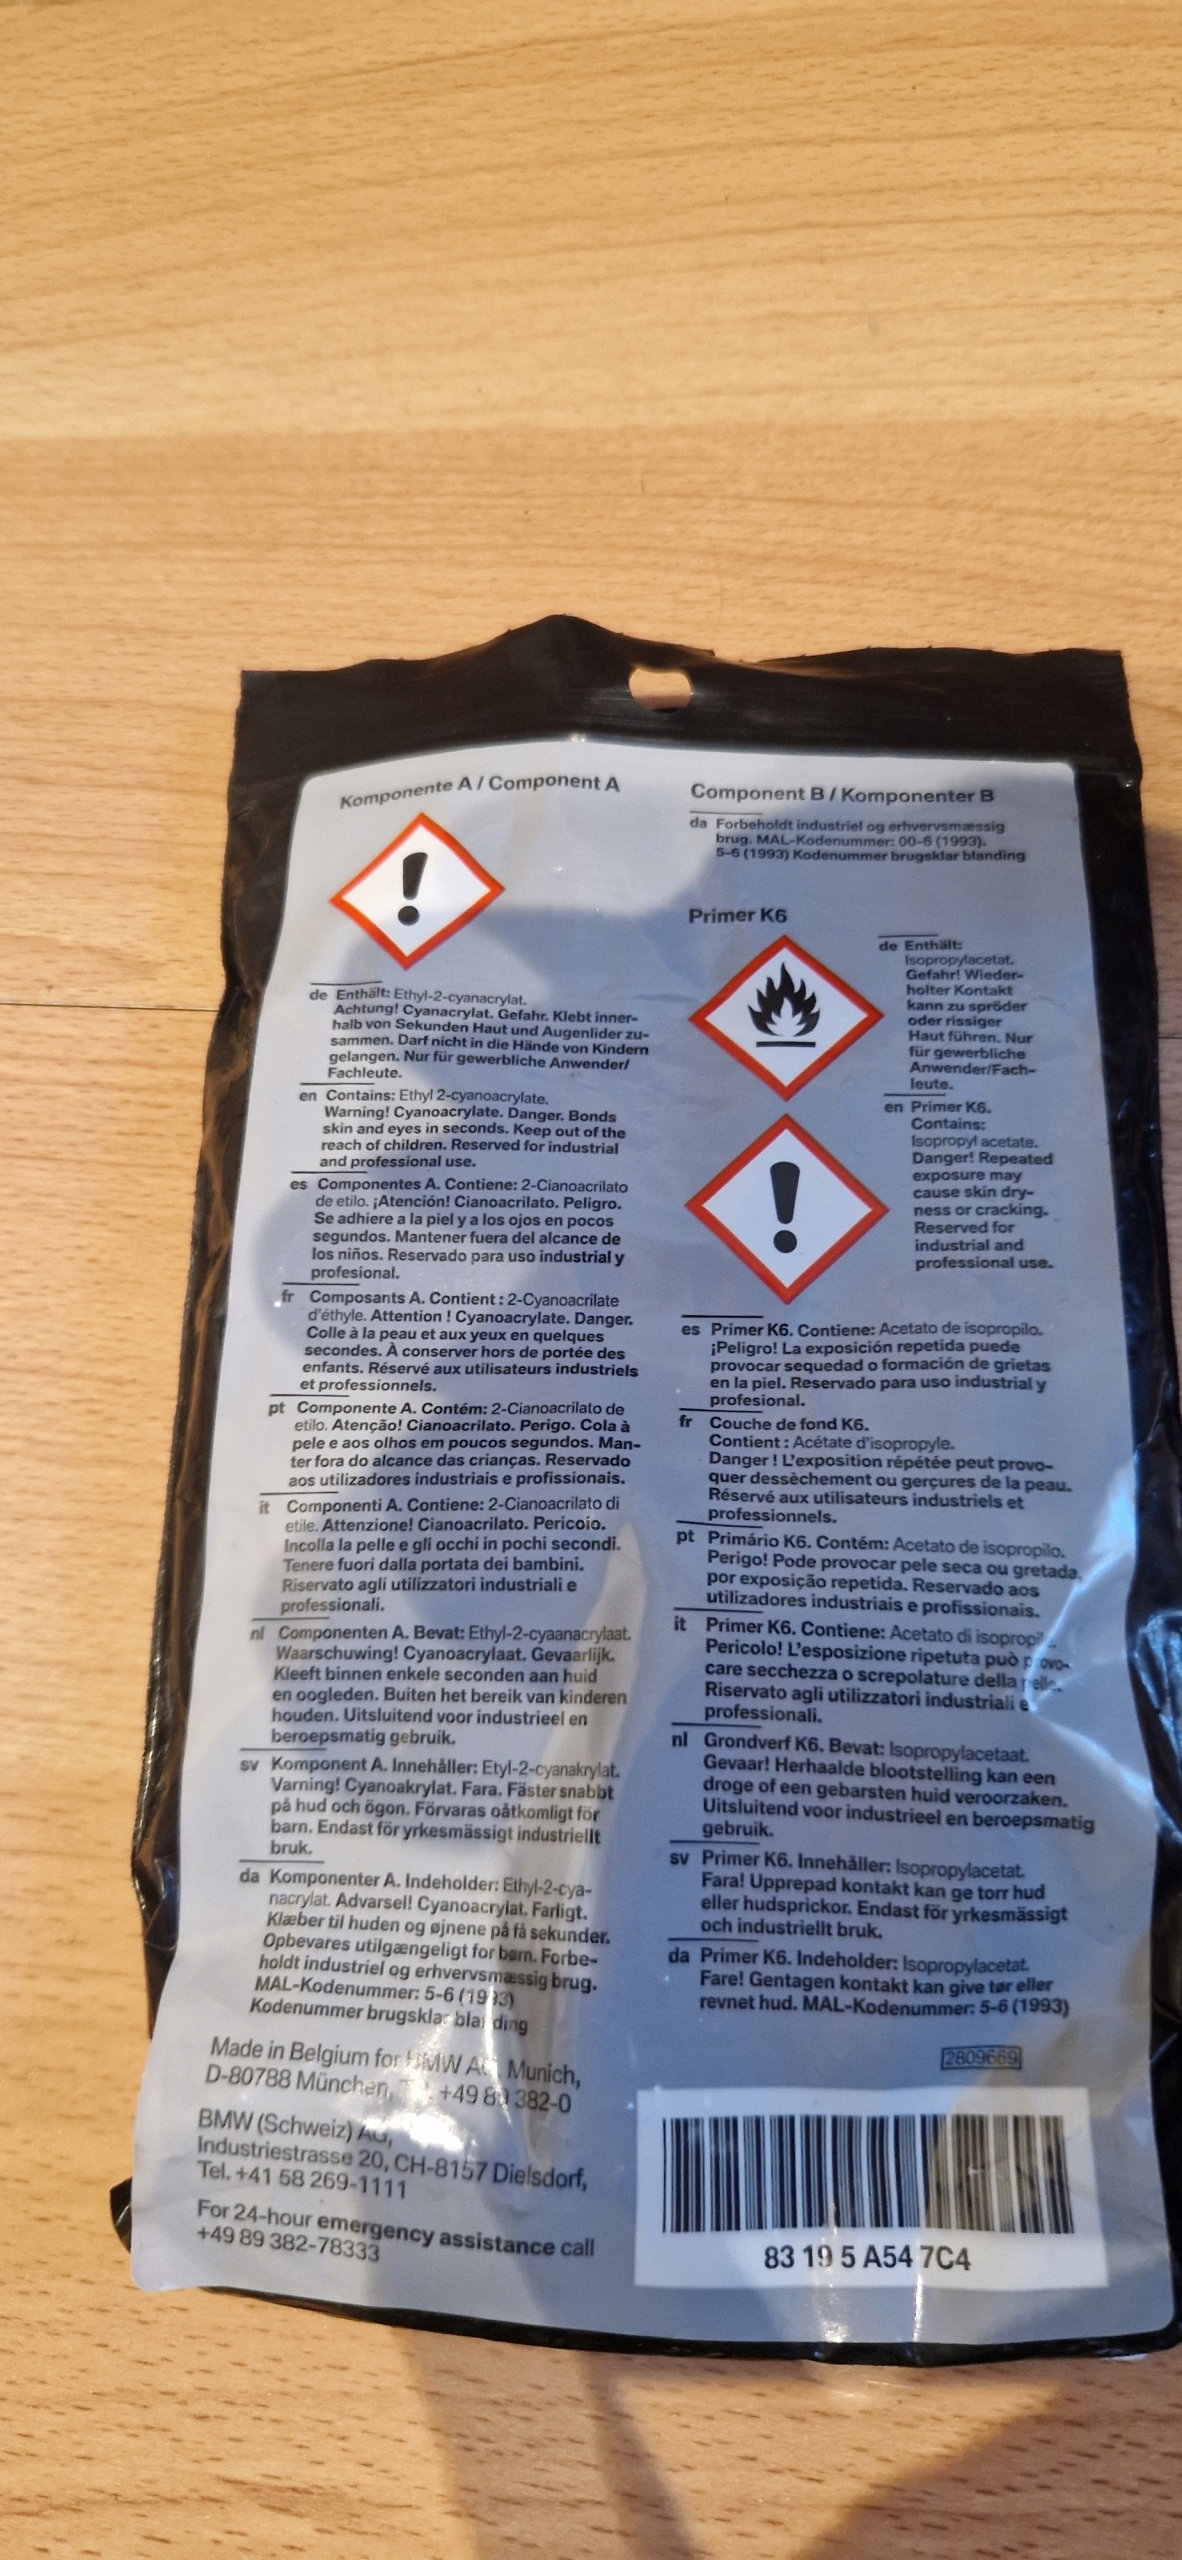 Komponente A / Component A
de Enthält: Ethyl-2-cyanacrylat.
Achtung! Cyanacrylat. Gefahr. Klebt inner-
halb von Sekunden Haut und Augenlider zu-
sammen. Darf nicht in die Hände von Kindern
gelangen. Nur für gewerbliche Anwender/
Fachleute.
en Contains: Ethyl 2-cyanoacrylate.
Warning! Cyanoacrylate. Danger. Bonds
skin and eyes in seconds. Keep out of the
reach of children. Reserved for industrial
and professional use.
es Componentes A. Contiene: 2-Cianoacrilato
de etilo. ¡Atención! Cianoacrilato. Peligro.
Se adhiere a la piel y a los ojos en pocos
segundos. Mantener fuera del alcance de
los niños. Reservado para uso industrial y
profesional.
fr Composants A. Contient : 2-Cyanoacrilate
d'éthyle. Attention ! Cyanoacrylate. Danger.
Colle à la peau et aux yeux en quelques
secondes. À conserver hors de portée des
enfants. Réservé aux utilisateurs industriels
et professionnels.
pt Componente A. Contém: 2-Cianoacrilato de
etilo. Atenção! Cianoacrilato. Perigo. Cola à
pele e aos olhos em poucos segundos. Man-
ter fora do alcance das crianças. Reservado
aos utilizadores industriais e profissionais.
it Componenti A. Contiene: 2-Cianoacrilato di
etile. Attenzione! Cianoacrilato. Pericolo.
Incolla la pelle e gli occhi in pochi secondi.
Tenere fuori dalla portata dei bambini.
Riservato agli utilizzatori industriali e
professionali.
nl Componenten A. Bevat: Ethyl-2-cyaanacrylaat.
Waarschuwing! Cyanoacrylaat. Gevaarlijk.
Kleeft binnen enkele seconden aan huid
en oogleden. Buiten het bereik van kinderen
houden. Uitsluitend voor industrieel en
beroepsmatig gebruik.
sv Komponent A. Innehåller: Etyl-2-cyanakrylat.
Varning! Cyanoakrylat. Fara. Fäster snabbt
på hud och ögon. Förvaras oåtkomligt för
barn. Endast för yrkesmässigt industriellt
bruk.
da Komponenter A. Indeholder: Ethyl-2-cya-
nacrylat. Advarsel! Cyanoacrylat. Farligt.
Klæber til huden og øjnene på få sekunder.
Opbevares utilgængeligt for børn. Forbe-
holdt industriel og erhvervsmæssig brug.
MAL-Kodenummer: 5-6 (1993)
Kodenummer brugsklar blanding
Made in Belgium for BMW AG, Munich,
D-80788 München, +49 89 382-0
BMW (Schweiz) AG,
Industriestrasse 20, CH-8157 Dielsdorf,
Tel. +41 58 269-1111
For 24-hour emergency assistance call
+49 89 382-78333
Component B / Komponenter B
da Forbeholdt industriel og erhvervsmæssig
brug. MAL-Kodenummer: 00-6 (1993).
5-6 (1993) Kodenummer brugsklar blanding
Primer K6
de Enthält:
Isopropylacetat.
Gefahr! Wieder-
holter Kontakt
kann zu spröder
oder rissiger
Haut führen. Nur
für gewerbliche
Anwender/Fach-
leute.
en Primer K6.
Contains:
Isopropyl acetate.
Danger! Repeated
exposure may
cause skin dry-
ness or cracking.
Reserved for
industrial and
professional use.
es Primer K6. Contiene: Acetato de isopropilo.
¡Peligro! La exposición repetida puede
provocar sequedad o formación de grietas
en la piel. Reservado para uso industrial y
profesional.
fr Couche de fond K6.
Contient : Acétate d'isopropyle.
Danger ! L'exposition répétée peut provo-
quer dessèchement ou gerçures de la peau.
Réservé aux utilisateurs industriels et
professionnels.
pt Primário K6. Contém: Acetato de isopropilo.
Perigo! Pode provocar pele seca ou gretada,
por exposição repetida. Reservado aos
utilizadores industriais e profissionais.
it Primer K6. Contiene: Acetato di
Pericolo! L'esposizione ripetuta può provo-
care secchezza o screpolature della pelle.
Riservato agli utilizzatori industriali e
professionali.
nl Grondverf K6. Bevat: Isopropylacetaat.
Gevaar! Herhaalde blootstelling kan een
droge of een gebarsten huid veroorzaken.
Uitsluitend voor industrieel en beroepsmatig
gebruik.
sv Primer K6. Innehåller: Isopropylacetat.
Fara! Upprepad kontakt kan ge torr hud
eller hudsprickor. Endast för yrkesmässigt
och industriellt bruk.
da Primer K6. Indeholder: Isopropylacetat.
Fare! Gentagen kontakt kan give tør eller
revnet hud. MAL-Kodenummer: 5-6 (1993)
2809669
83 19 5 A54 7C4